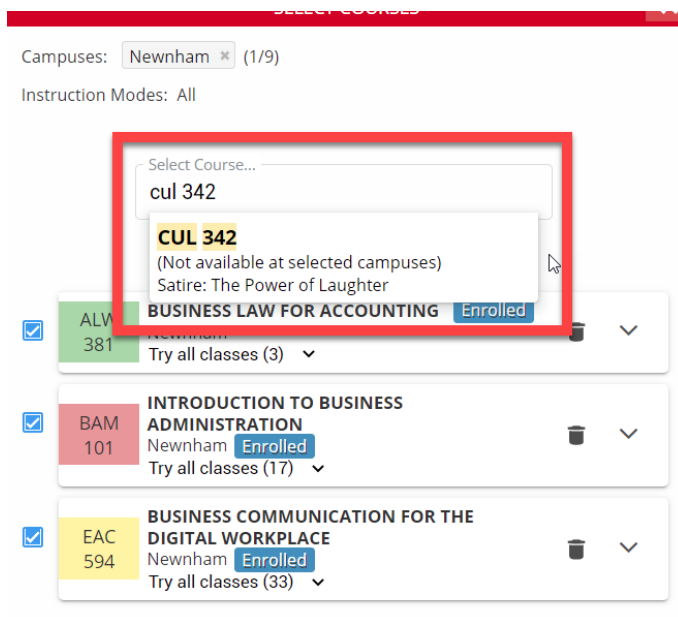 SELECT COURSES
Campuses: Newnham × (1/9)
Instruction Modes: All
Select Course...
cul 342
CUL 342
(Not available at selected campuses)
Satire: The Power of Laughter
ALW
381
BUSINESS LAW FOR ACCOUNTING Enrolled
Newnham
Try all classes (3)
BAM
101
INTRODUCTION TO BUSINESS
ADMINISTRATION
Newnham Enrolled
Try all classes (17)
EAC
594
BUSINESS COMMUNICATION FOR THE
DIGITAL WORKPLACE
Newnham Enrolled
Try all classes (33)